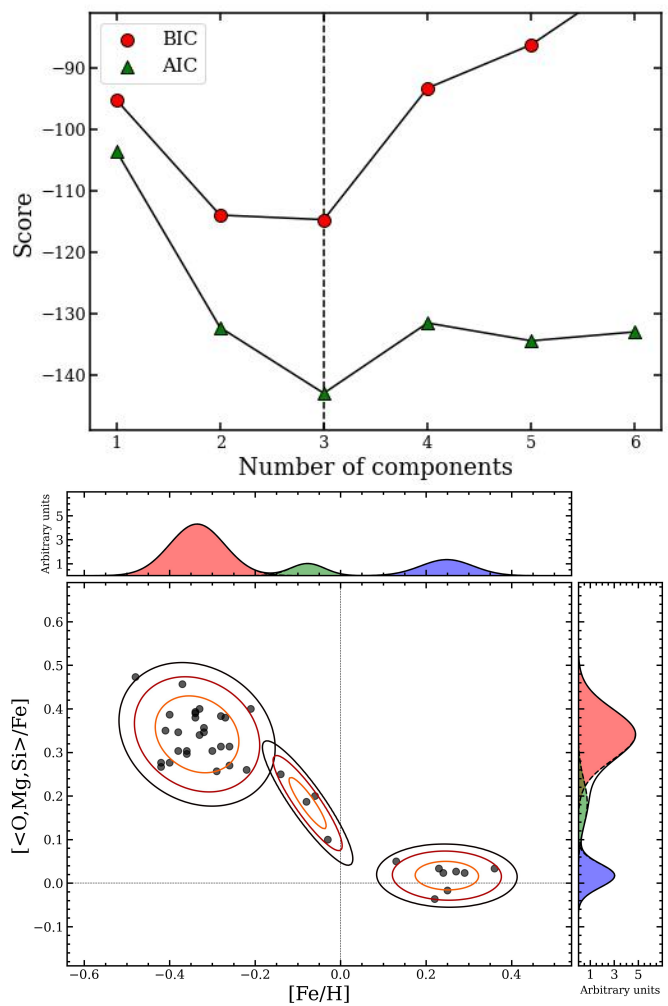 BIC
AIC
Score
−90
−100
−110
−120
−130
−140
1 2 3 4 5 6
Number of components
Arbitrary units
5
3
1
[<O,Mg,Si>/Fe]
0.6
0.5
0.4
0.3
0.2
0.1
0.0
−0.1
−0.6 −0.4 −0.2 0.0 0.2 0.4
[Fe/H]
1 3 5
Arbitrary units